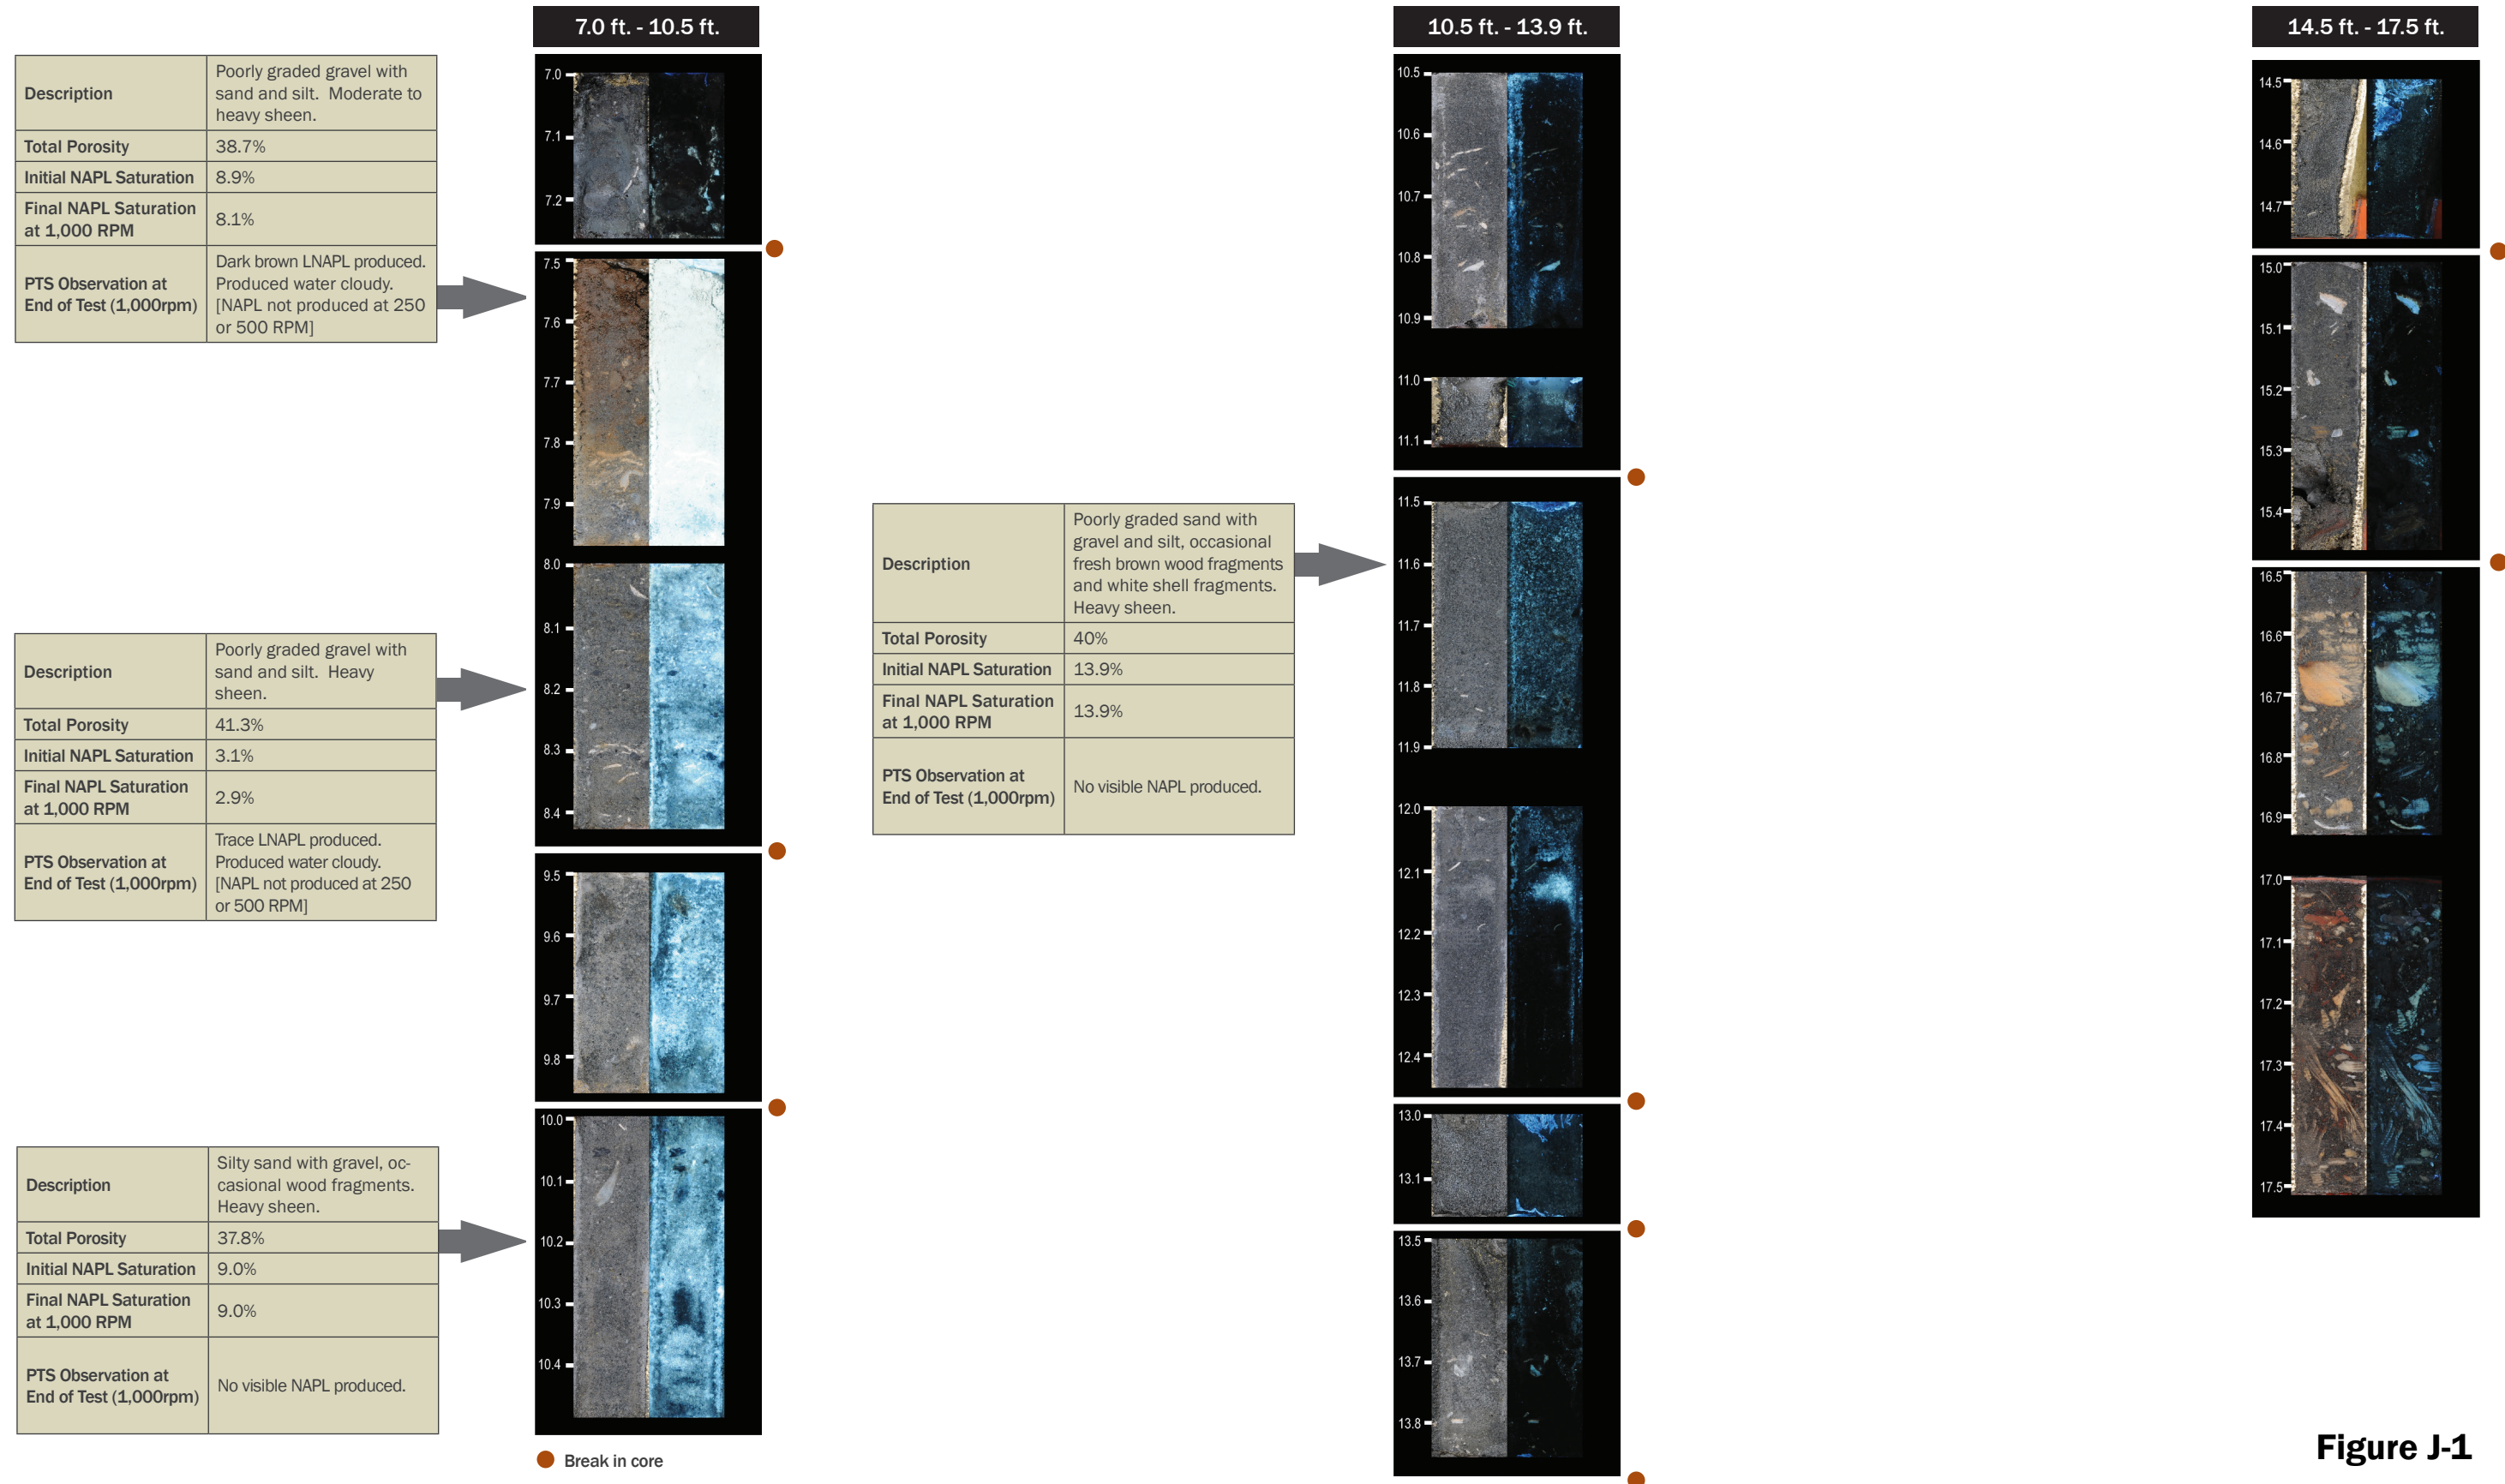 7.0 ft. - 10.5 ft.
Description
Poorly graded gravel with
sand and silt.  Moderate to
heavy sheen.
Total Porosity
38.7%
Initial NAPL Saturation
8.9%
Final NAPL Saturation
at 1,000 RPM
8.1%
PTS Observation at
End of Test (1,000rpm)
Dark brown LNAPL produced.
Produced water cloudy.
[NAPL not produced at 250
or 500 RPM]
Description
Poorly graded gravel with
sand and silt.  Heavy
sheen.
Total Porosity
41.3%
Initial NAPL Saturation
3.1%
Final NAPL Saturation
at 1,000 RPM
2.9%
PTS Observation at
End of Test (1,000rpm)
Trace LNAPL produced.
Produced water cloudy.
[NAPL not produced at 250
or 500 RPM]
Description
Silty sand with gravel, oc-
casional wood fragments.
Heavy sheen.
Total Porosity
37.8%
Initial NAPL Saturation
9.0%
Final NAPL Saturation
at 1,000 RPM
9.0%
PTS Observation at
End of Test (1,000rpm)
No visible NAPL produced.
7.0
7.1
7.2
7.5
7.6
7.7
7.8
7.9
8.0
8.1
8.2
8.3
8.4
9.5
9.6
9.7
9.8
10.0
10.1
10.2
10.3
10.4
Break in core
10.5 ft. - 13.9 ft.
Description
Poorly graded sand with
gravel and silt, occasional
fresh brown wood fragments
and white shell fragments.
Heavy sheen.
Total Porosity
40%
Initial NAPL Saturation
13.9%
Final NAPL Saturation
at 1,000 RPM
13.9%
PTS Observation at
End of Test (1,000rpm)
No visible NAPL produced.
10.5
10.6
10.7
10.8
10.9
11.0
11.1
11.5
11.6
11.7
11.8
11.9
12.0
12.1
12.2
12.3
12.4
13.0
13.1
13.5
13.6
13.7
13.8
14.5 ft. - 17.5 ft.
14.5
14.6
14.7
15.0
15.1
15.2
15.3
15.4
16.5
16.6
16.7
16.8
16.9
17.0
17.1
17.2
17.3
17.4
17.5
Figure J-1